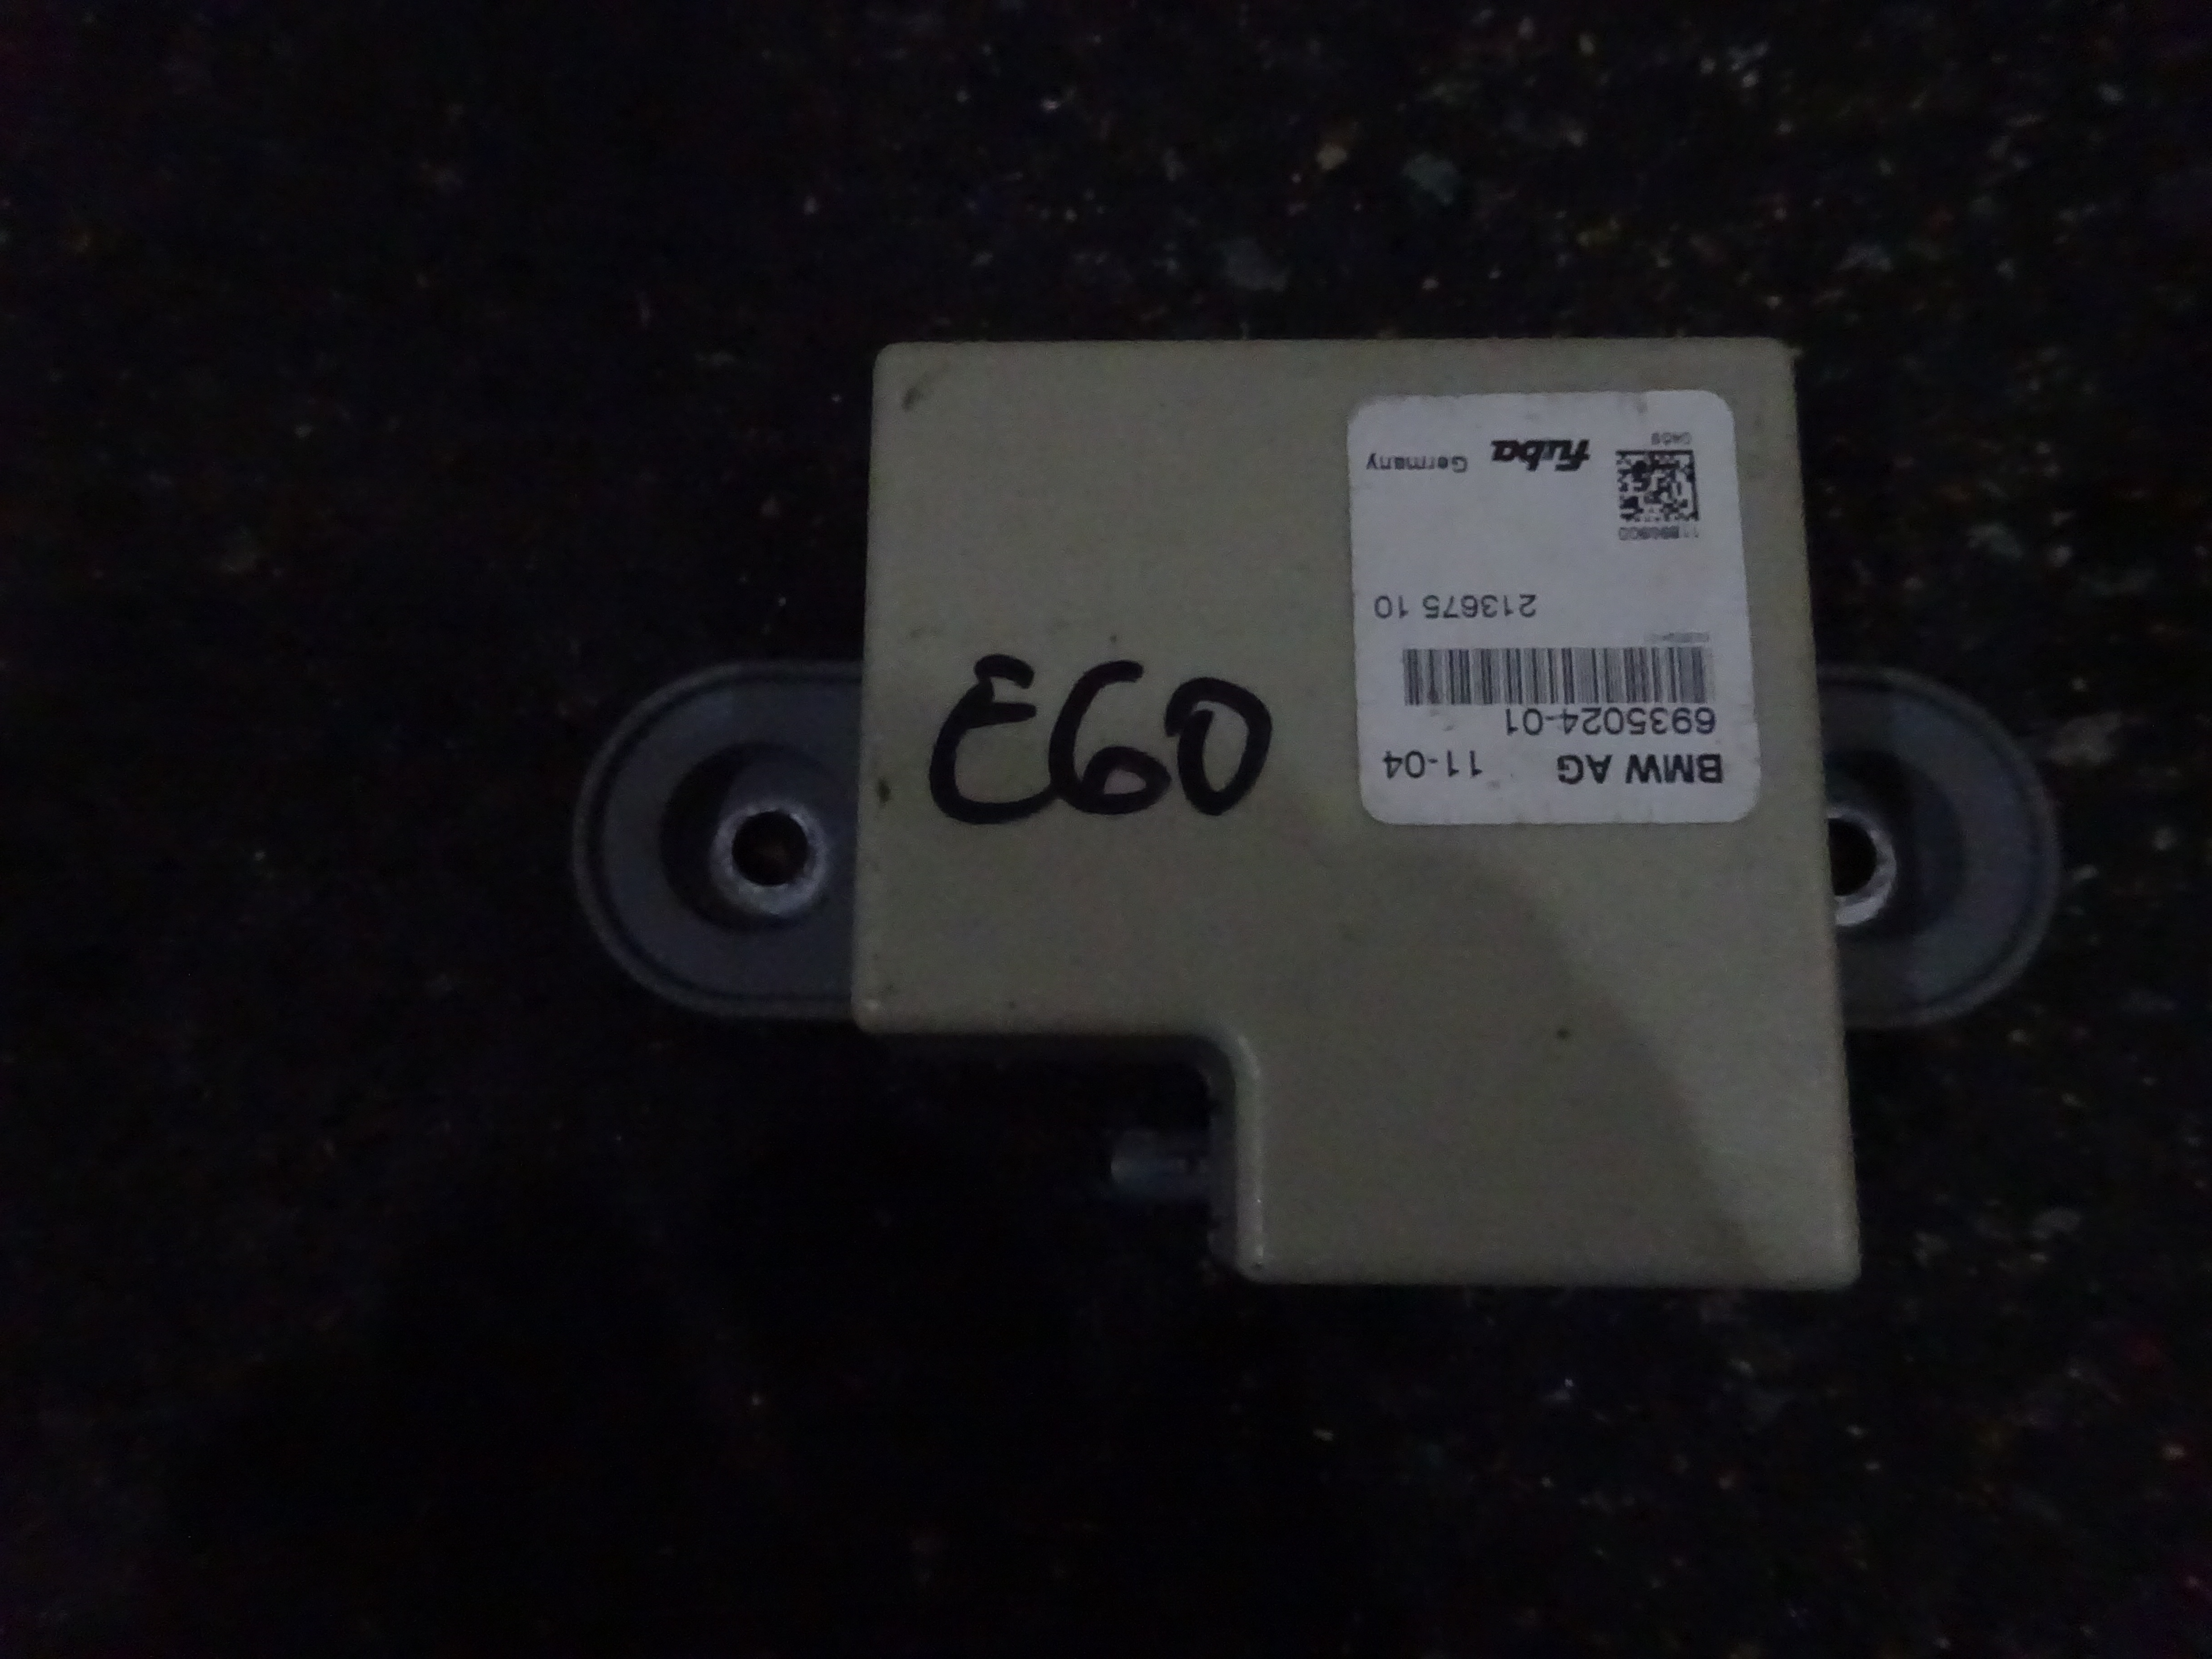 E60
BMW AG 11-04
6935024-01
213675 10
fuba Germany